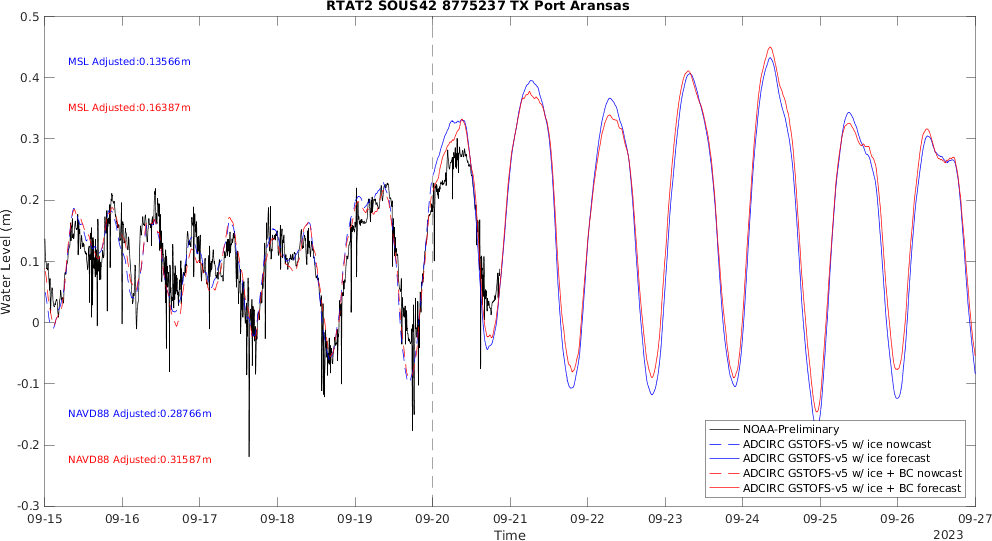 RTAT2 SOUS42 8775237 TX Port Aransas
0.5
0.4
0.3
0.2
0.1
0
-0.1
-0.2
-0.3
Water Level (m)
MSL Adjusted:0.13566m
MSL Adjusted:0.16387m
NAVD88 Adjusted:0.28766m
NAVD88 Adjusted:0.31587m
NOAA-Preliminary
ADCIRC GSTOFS-v5 w/ ice nowcast
ADCIRC GSTOFS-v5 w/ ice forecast
ADCIRC GSTOFS-v5 w/ ice + BC nowcast
ADCIRC GSTOFS-v5 w/ ice + BC forecast
09-15 09-16 09-17 09-18 09-19 09-20 09-21 09-22 09-23 09-24 09-25 09-26 09-27
Time
2023